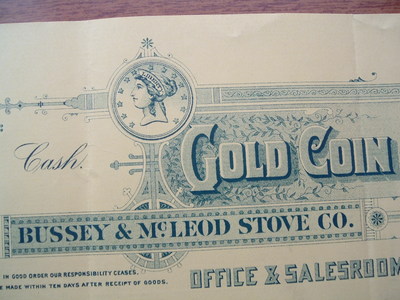 LIBERTY
Cash.
GOLD COIN
BUSSEY & McLEOD STOVE CO.
IN GOOD ORDER OUR RESPONSIBILITY CEASES,
MADE WITHIN TEN DAYS AFTER RECEIPT OF GOODS.
OFFICE & SALESROOM